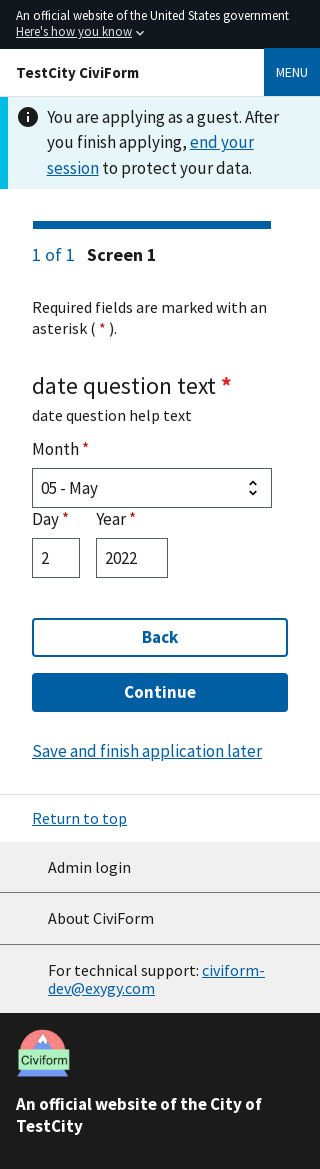 An official website of the United States government
Here's how you know
TestCity CiviForm
MENU
You are applying as a guest. After
you finish applying, end your
session to protect your data.
1 of 1 Screen 1
Required fields are marked with an
asterisk ( * ).
date question text *
date question help text
Month *
05 - May
Day * Year *
2 2022
Back
Continue
Save and finish application later
Return to top
Admin login
About CiviForm
For technical support: civiform-
dev@exygy.com
Civiform
An official website of the City of
TestCity